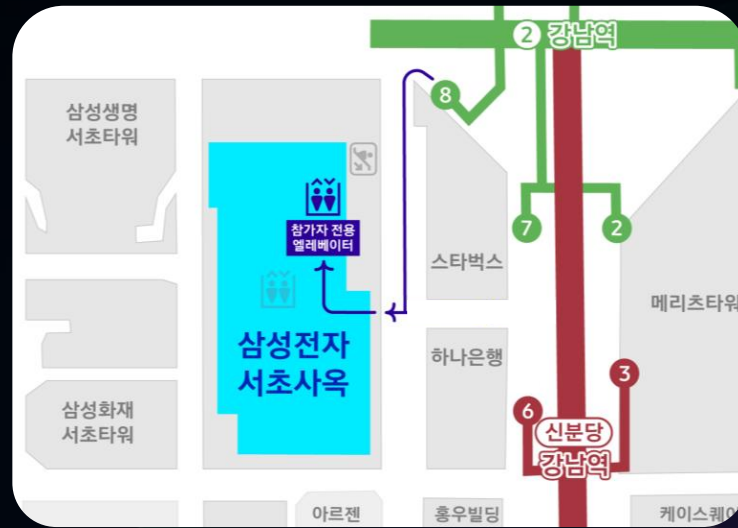 2 강남역
8
삼성생명
서초타워
참가자 전용
엘레베이터
7
2
스타벅스
메리츠타워
삼성전자
서초사옥
하나은행
3
6
신분당
강남역
삼성화재
서초타워
아르젠
홍우빌딩
케이스퀘어